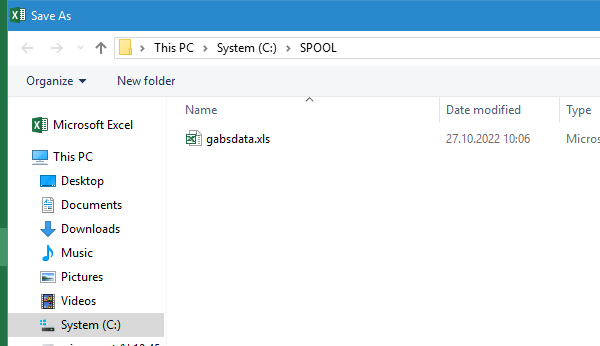 Save As
This PC > System (C:) > SPOOL
Organize New folder
Name Date modified Type
Microsoft Excel
gabsdata.xls 27.10.2022 10:06 Micros
This PC
Desktop
Documents
Downloads
Music
Pictures
Videos
System (C:)